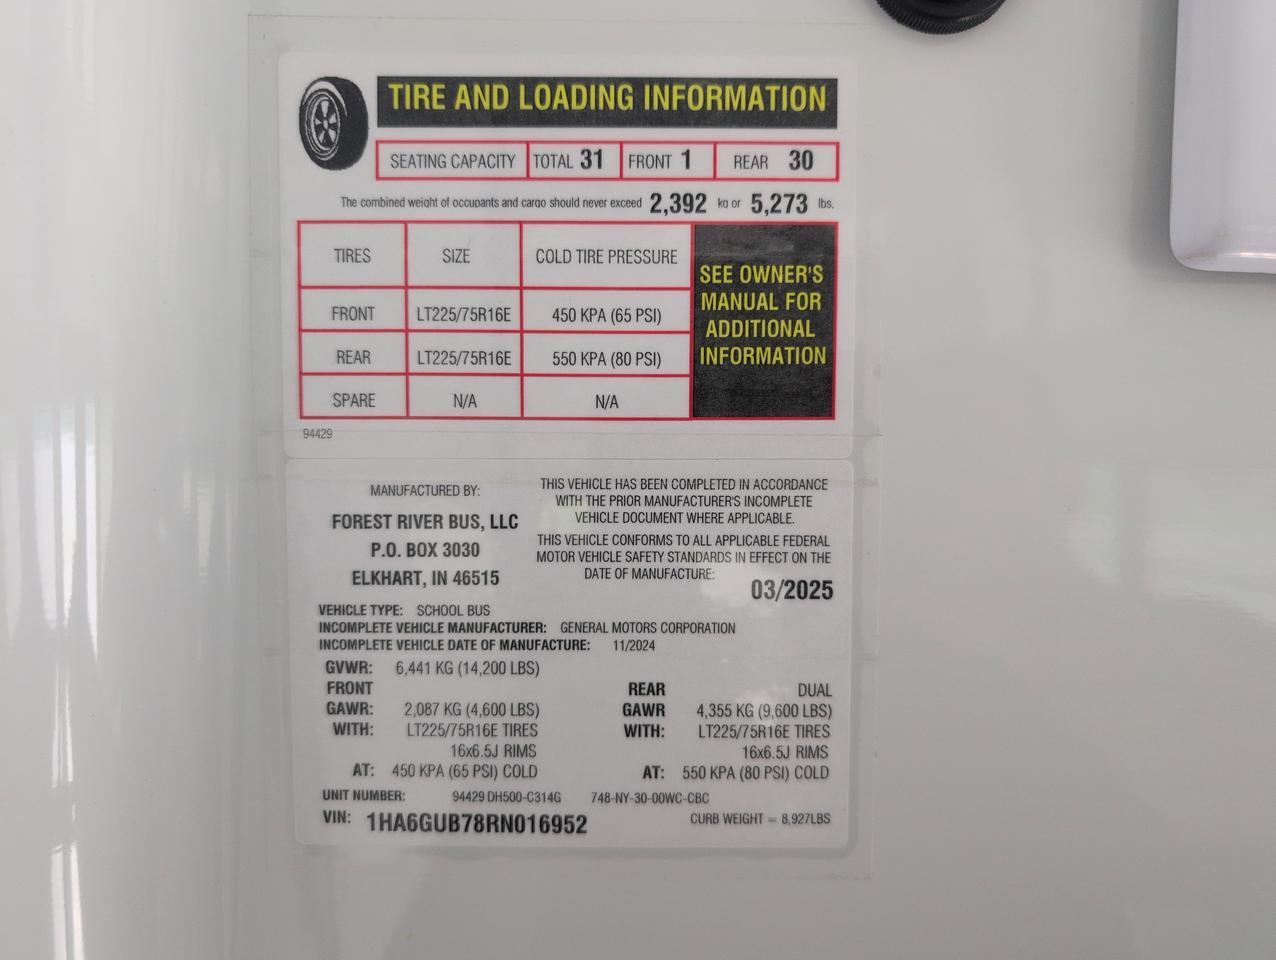 TIRE AND LOADING INFORMATION
SEATING CAPACITY TOTAL 31 FRONT 1 REAR 30
The combined weight of occupants and cargo should never exceed 2,392 kg or 5,273 lbs.
TIRES SIZE COLD TIRE PRESSURE
FRONT LT225/75R16E 450 KPA (65 PSI)
REAR LT225/75R16E 550 KPA (80 PSI)
SPARE N/A N/A
SEE OWNER'S
MANUAL FOR
ADDITIONAL
INFORMATION
94429
MANUFACTURED BY:
FOREST RIVER BUS, LLC
P.O. BOX 3030
ELKHART, IN 46515
THIS VEHICLE HAS BEEN COMPLETED IN ACCORDANCE
WITH THE PRIOR MANUFACTURER'S INCOMPLETE
VEHICLE DOCUMENT WHERE APPLICABLE.
THIS VEHICLE CONFORMS TO ALL APPLICABLE FEDERAL
MOTOR VEHICLE SAFETY STANDARDS IN EFFECT ON THE
DATE OF MANUFACTURE:
03/2025
VEHICLE TYPE: SCHOOL BUS
INCOMPLETE VEHICLE MANUFACTURER: GENERAL MOTORS CORPORATION
INCOMPLETE VEHICLE DATE OF MANUFACTURE: 11/2024
GVWR: 6,441 KG (14,200 LBS)
FRONT REAR DUAL
GAWR: 2,087 KG (4,600 LBS) GAWR 4,355 KG (9,600 LBS)
WITH: LT225/75R16E TIRES WITH: LT225/75R16E TIRES
16x6.5J RIMS 16x6.5J RIMS
AT: 450 KPA (65 PSI) COLD AT: 550 KPA (80 PSI) COLD
UNIT NUMBER: 94429 DH500-C314G 748-NY-30-00WC-CBC
VIN: 1HA6GUB78RN016952 CURB WEIGHT = 8,927LBS